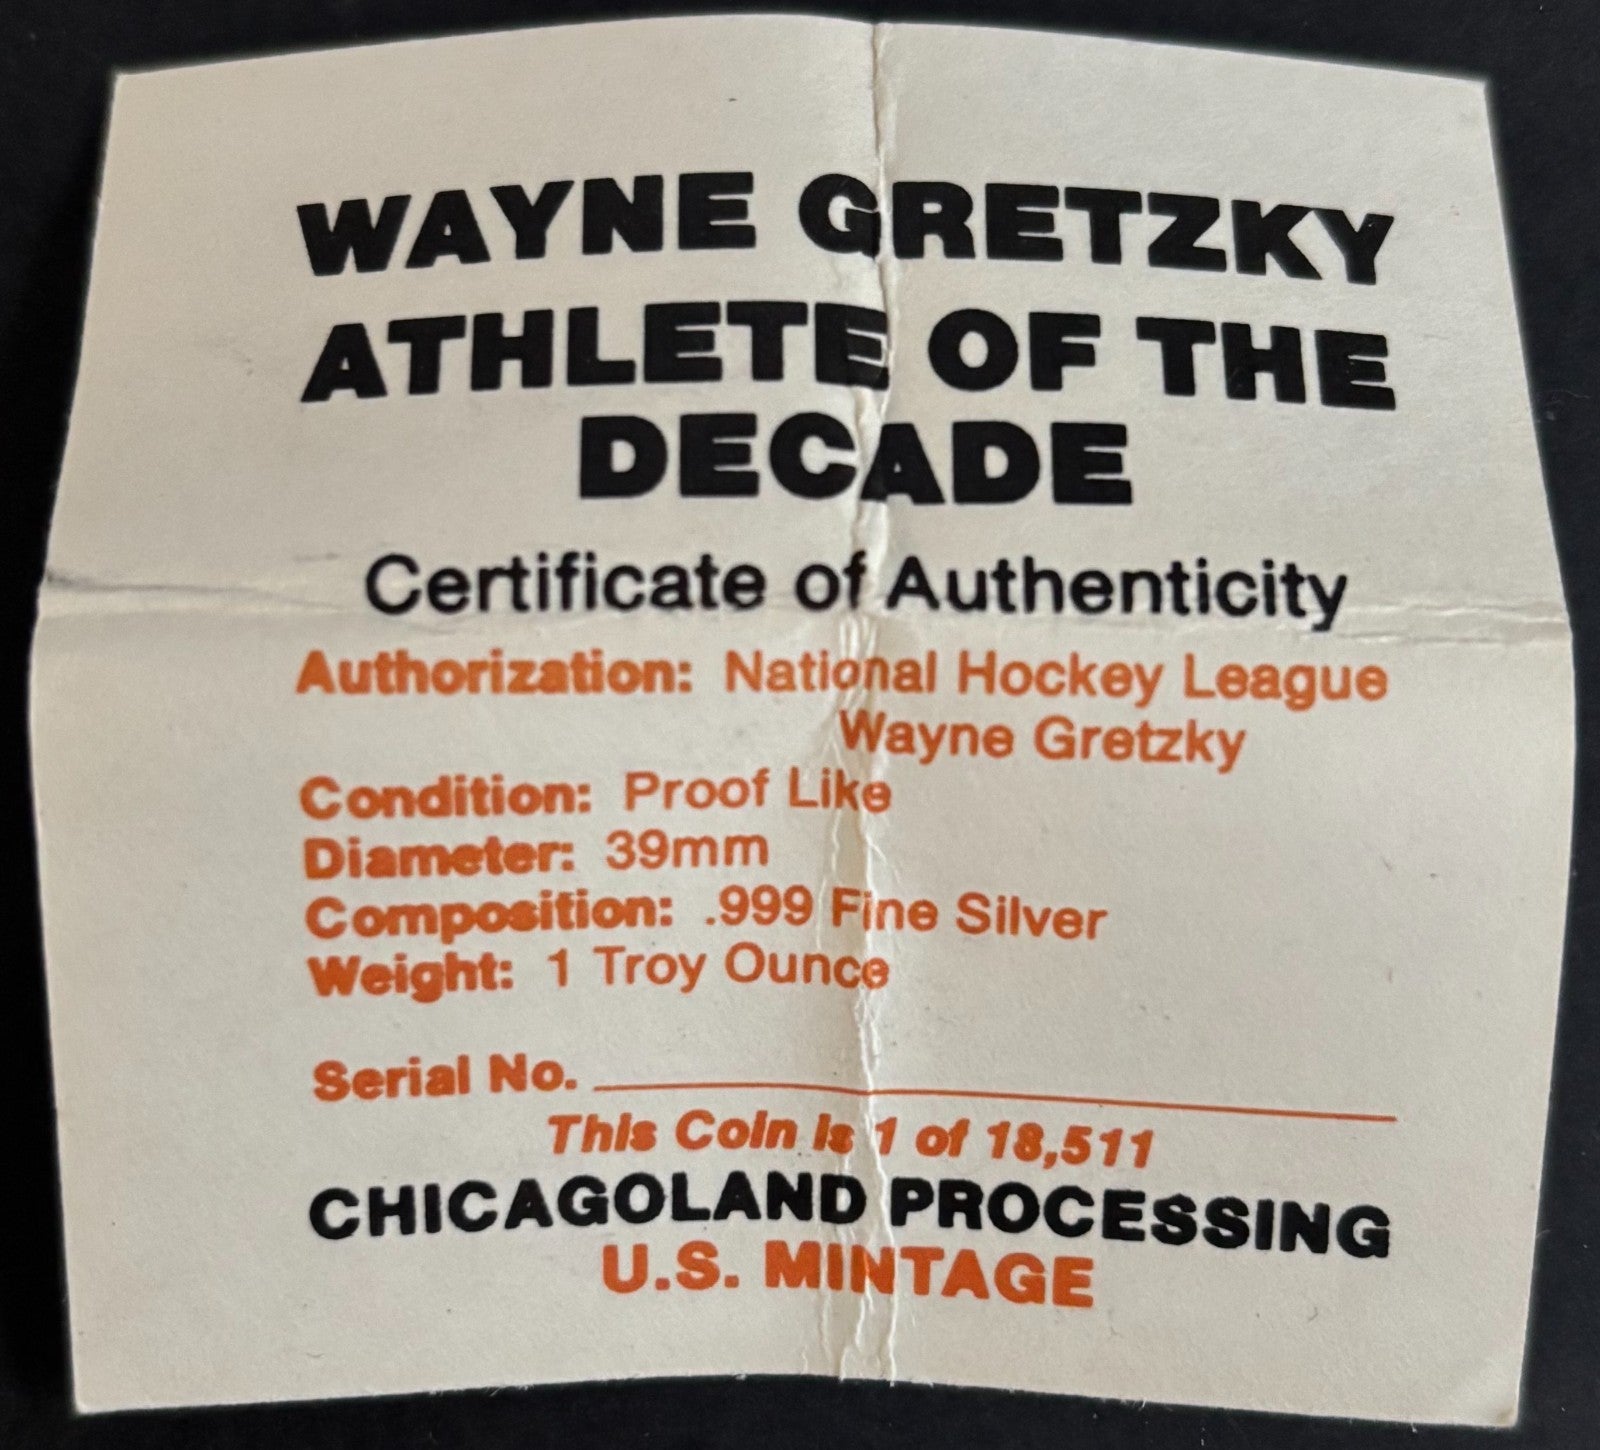 WAYNE GRETZKY
ATHLETE OF THE
DECADE
Certificate of Authenticity
Authorization: National Hockey League
Wayne Gretzky
Condition: Proof Like
Diameter: 39mm
Composition: .999 Fine Silver
Weight: 1 Troy Ounce
Serial No.
This Coin is 1 of 18,511
CHICAGOLAND PROCESSING
U.S. MINTAGE